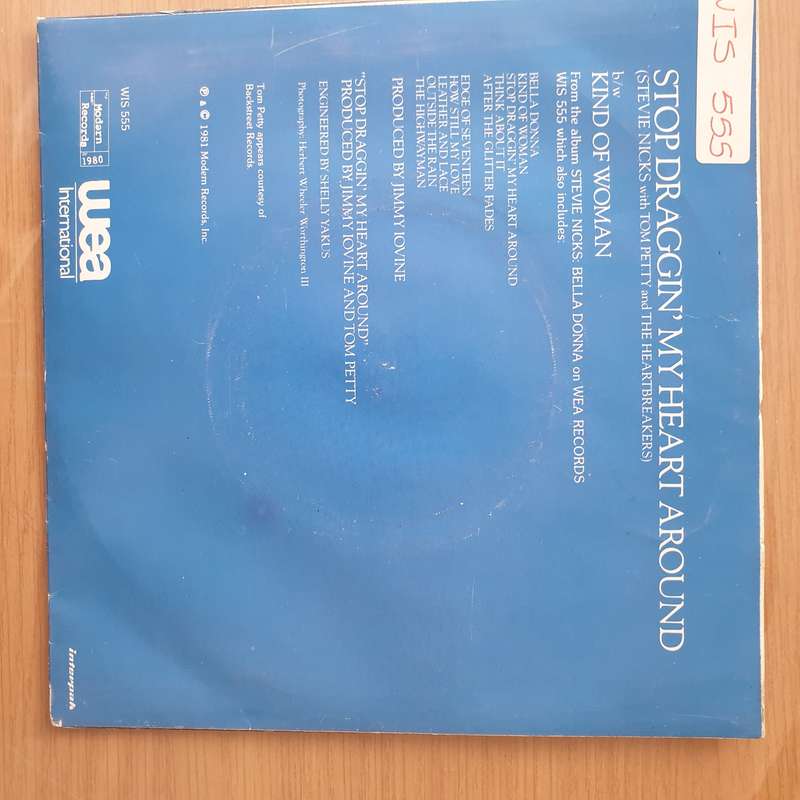 WIS 555
STOP DRAGGIN' MY HEART AROUND
(STEVIE NICKS with TOM PETTY and THE HEARTBREAKERS)
b/w
KIND OF WOMAN
From the album STEVIE NICKS: BELLA DONNA on WEA RECORDS
WIS 555 which also includes:
BELLA DONNA
KIND OF WOMAN
STOP DRAGGIN' MY HEART AROUND
THINK ABOUT IT
AFTER THE GLITTER FADES
EDGE OF SEVENTEEN
HOW STILL MY LOVE
LEATHER AND LACE
OUTSIDE THE RAIN
THE HIGHWAYMAN
PRODUCED BY JIMMY IOVINE
"STOP DRAGGIN' MY HEART AROUND"
PRODUCED BY: JIMMY IOVINE AND TOM PETTY
ENGINEERED BY SHELLY YAKUS
Photography: Herbert Wheeler Worthington III
Tom Petty appears courtesy of
Backstreet Records.
℗ & © 1981 Modern Records, Inc.
WIS 555
Modern
Records
1980
wea
International
interpak